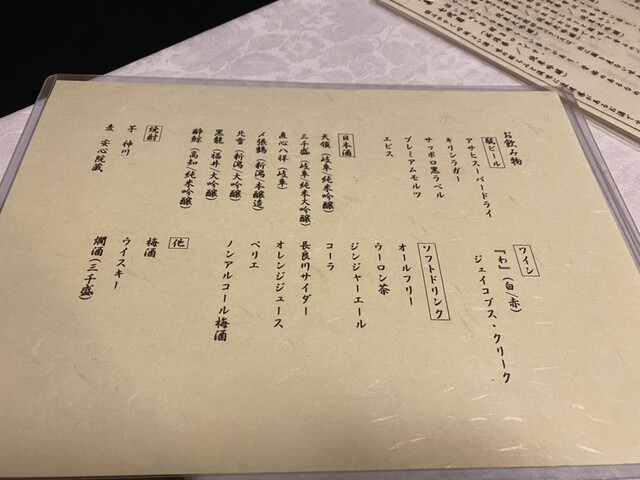 お飲み物
瓶ビール
アサヒスーパードライ
キリンラガー
サッポロ黒ラベル
プレミアムモルツ
エビス
日本酒
天領(岐阜/純米吟醸)
三千盛(岐阜/純米大吟醸)
直心八祥(岐阜)
〆張鶴(新潟/本醸造)
北雪(新潟/大吟醸)
黒龍(福井/大吟醸)
酔鯨(高知/純米吟醸)
焼酎
芋 神川
麦 安心院蔵
ワイン
『わ』(白/赤)
ジェイコブス・クリーク
ソフトドリンク
オールフリー
ウーロン茶
ジンジャーエール
コーラ
長良川サイダー
オレンジジュース
ペリエ
ノンアルコール梅酒
他
梅酒
ウイスキー
燗酒(三千盛)